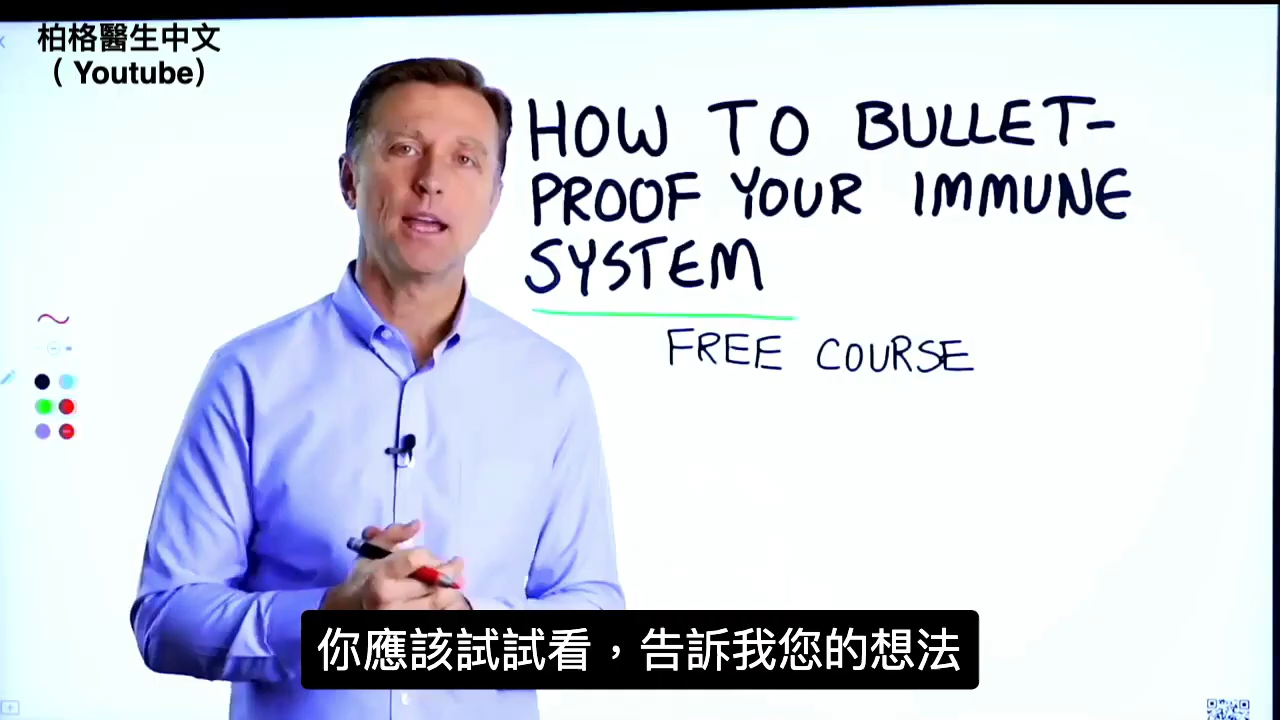 柏格醫生中文
（ Youtube）
HOW TO BULLET-
PROOF YOUR IMMUNE
SYSTEM
FREE COURSE
你應該試試看，告訴我您的想法